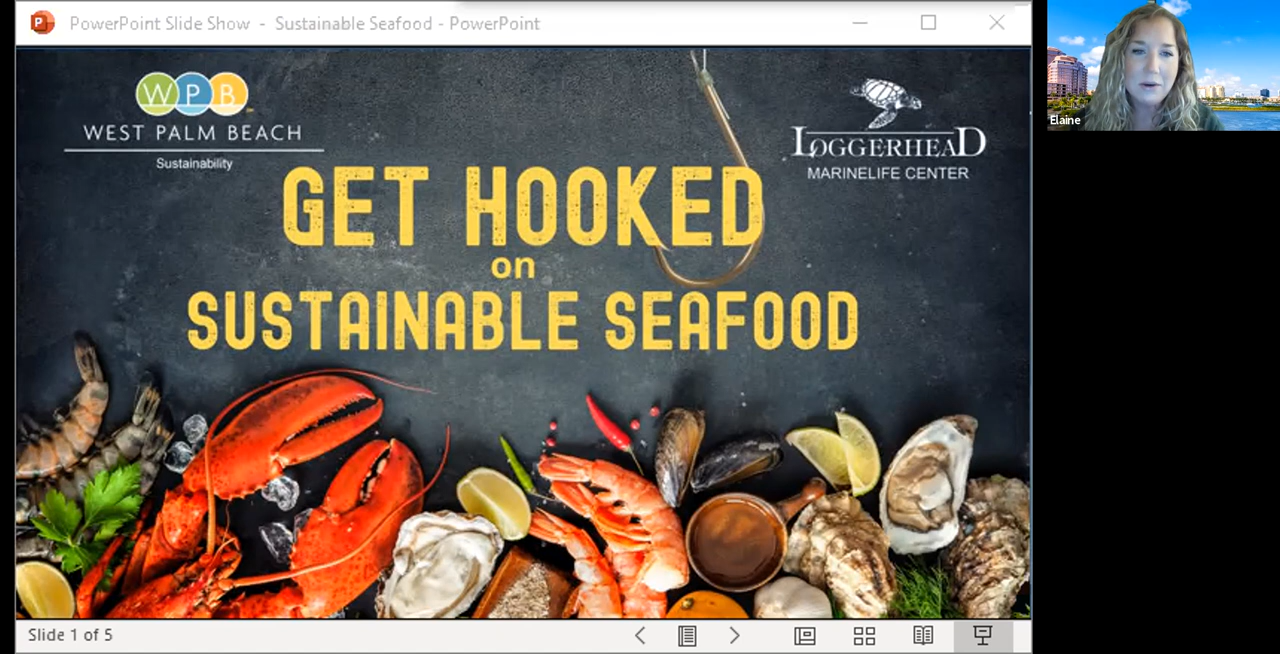 PowerPoint Slide Show - Sustainable Seafood - PowerPoint
WPB
WEST PALM BEACH
Sustainability
LOGGERHEAD
MARINELIFE CENTER
GET HOOKED
on
SUSTAINABLE SEAFOOD
Slide 1 of 5
Elaine